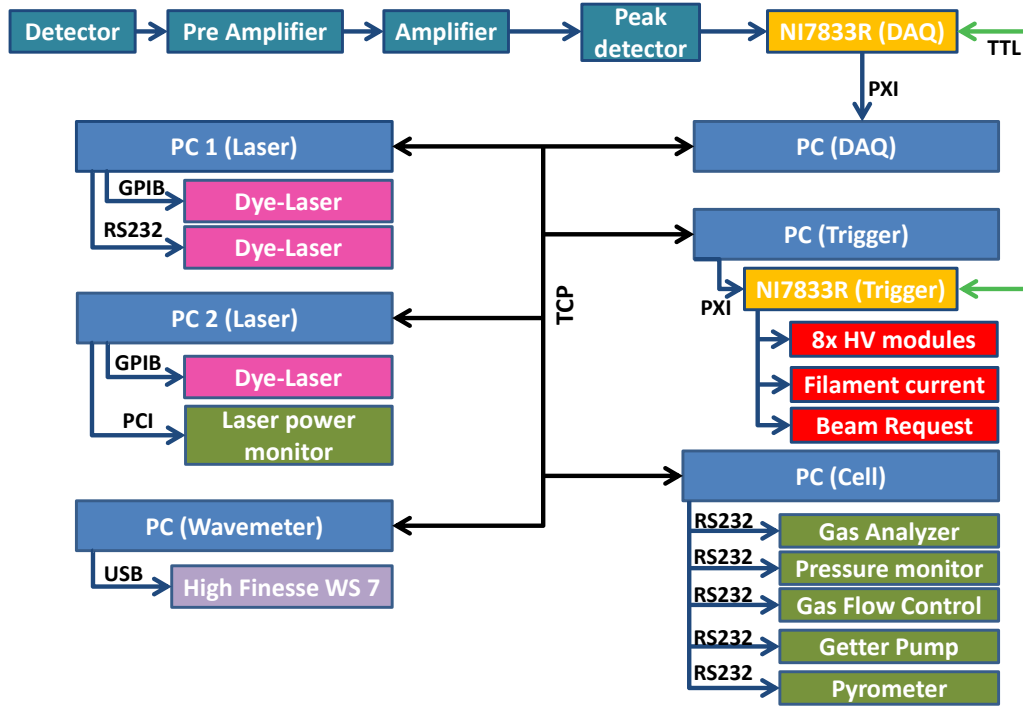 Detector
Pre Amplifier
Amplifier
Peak
detector
NI7833R (DAQ)
TTL
PXI
PC 1 (Laser)
PC (DAQ)
GPIB
Dye-Laser
RS232
Dye-Laser
PC (Trigger)
TCP
PXI
NI7833R (Trigger)
PC 2 (Laser)
8x HV modules
GPIB
Dye-Laser
Filament current
PCI
Laser power
monitor
Beam Request
PC (Cell)
PC (Wavemeter)
RS232
Gas Analyzer
USB
High Finesse WS 7
RS232
Pressure monitor
RS232
Gas Flow Control
RS232
Getter Pump
RS232
Pyrometer